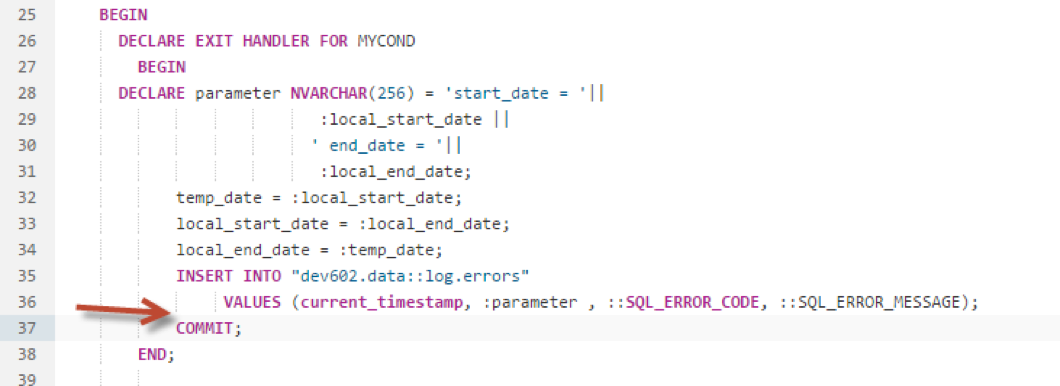 25 BEGIN
26 DECLARE EXIT HANDLER FOR MYCOND
27 BEGIN
28 DECLARE parameter NVARCHAR(256) = 'start_date = '||
29 :local_start_date ||
30 ' end_date = '||
31 :local_end_date;
32 temp_date = :local_start_date;
33 local_start_date = :local_end_date;
34 local_end_date = :temp_date;
35 INSERT INTO "dev602.data::log.errors"
36 VALUES (current_timestamp, :parameter , ::SQL_ERROR_CODE, ::SQL_ERROR_MESSAGE);
37 COMMIT;
38 END;
39